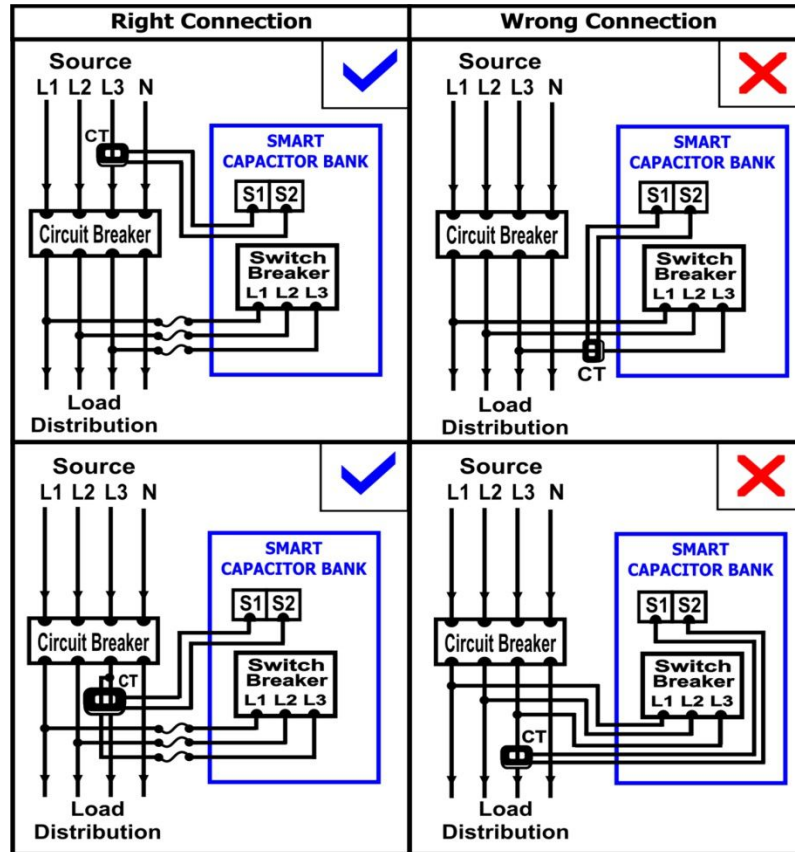 Right Connection
Wrong Connection
Source
L1 L2 L3 N
CT
SMART
CAPACITOR BANK
S1 S2
Circuit Breaker
Switch
Breaker
L1 L2 L3
Load
Distribution
Source
L1 L2 L3 N
SMART
CAPACITOR BANK
S1 S2
Circuit Breaker
Switch
Breaker
L1 L2 L3
CT
Load
Distribution
Source
L1 L2 L3 N
SMART
CAPACITOR BANK
S1 S2
Circuit Breaker
CT
Switch
Breaker
L1 L2 L3
Load
Distribution
Source
L1 L2 L3 N
SMART
CAPACITOR BANK
S1 S2
Circuit Breaker
Switch
Breaker
L1 L2 L3
CT
Load
Distribution